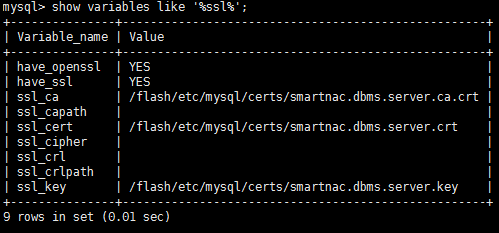 mysql> show variables like '%ssl%';
+---------------+-------------------------------------------------+
| Variable_name | Value                                           |
+---------------+-------------------------------------------------+
| have_openssl  | YES                                             |
| have_ssl      | YES                                             |
| ssl_ca        | /flash/etc/mysql/certs/smartnac.dbms.server.ca.crt |
| ssl_capath    |                                                 |
| ssl_cert      | /flash/etc/mysql/certs/smartnac.dbms.server.crt |
| ssl_cipher    |                                                 |
| ssl_crl       |                                                 |
| ssl_crlpath   |                                                 |
| ssl_key       | /flash/etc/mysql/certs/smartnac.dbms.server.key |
+---------------+-------------------------------------------------+
9 rows in set (0.01 sec)